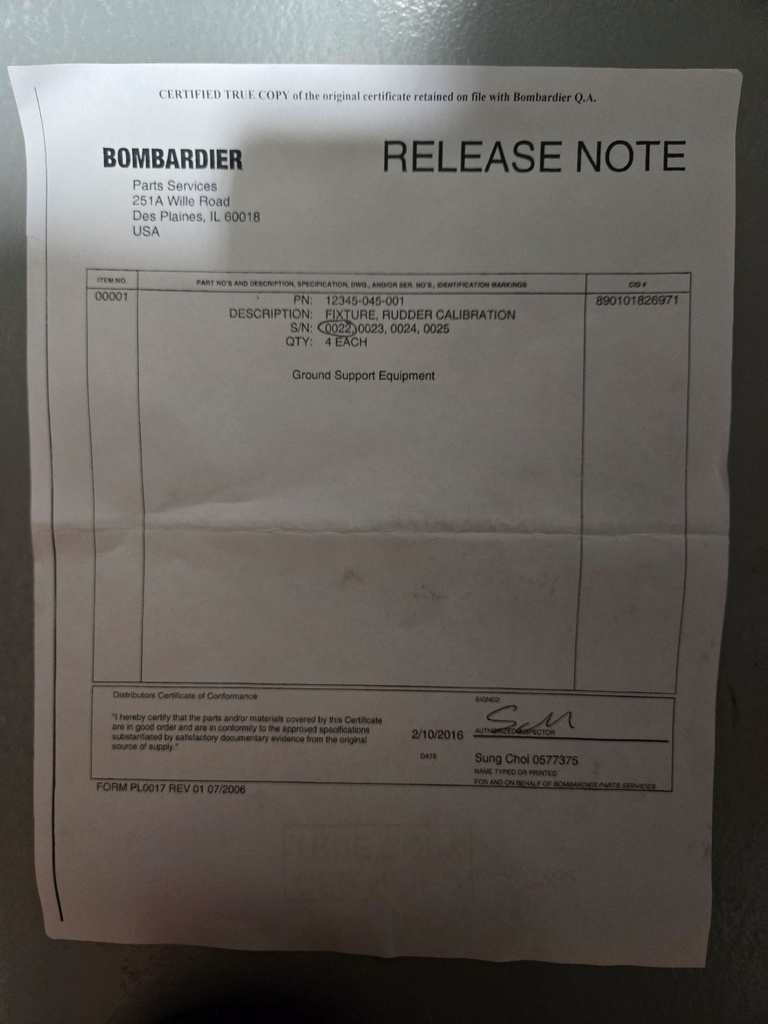 CERTIFIED TRUE COPY of the original certificate retained on file with Bombardier Q.A.
BOMBARDIER
RELEASE NOTE
Parts Services
251A Wille Road
Des Plaines, IL 60018
USA
ITEM NO. PART NO'S AND DESCRIPTION, SPECIFICATION, DWG., AND/OR SER. NO'S., IDENTIFICATION MARKINGS CID #
00001 PN: 12345-045-001 890101826971
DESCRIPTION: FIXTURE, RUDDER CALIBRATION
S/N: 0022, 0023, 0024, 0025
QTY: 4 EACH
Ground Support Equipment
Distributors Certificate of Conformance
"I hereby certify that the parts and/or materials covered by this Certificate
are in good order and are in conformity to the approved specifications
substantiated by satisfactory documentary evidence from the original
source of supply."
SIGNED
2/10/2016 AUTHORIZED INSPECTOR
DATE
Sung Choi 0577375
NAME TYPED OR PRINTED
FOR AND ON BEHALF OF BOMBARDIER PARTS SERVICES
FORM PL0017 REV 01 07/2006